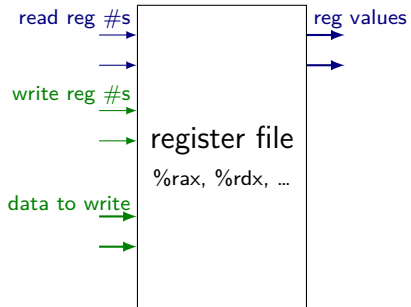 read reg #s
reg values
write reg #s
register file
%rax, %rdx, …
data to write